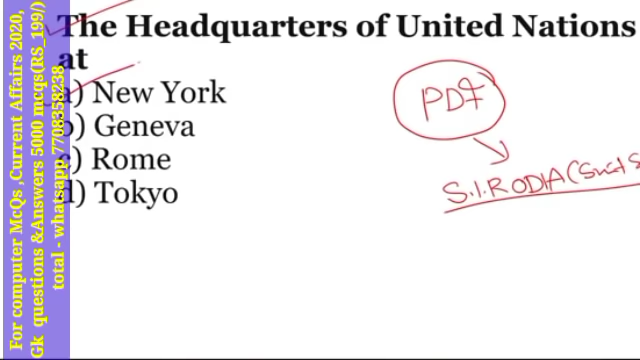 The Headquarters of United Nations
at
a) New York
b) Geneva
c) Rome
d) Tokyo
PDF
S.I.RODIA(
For computer McQs ,Current Affairs 2020,
Gk questions &Answers 5000 mcqs(RS_199/)
total - whatsapp 7708358238